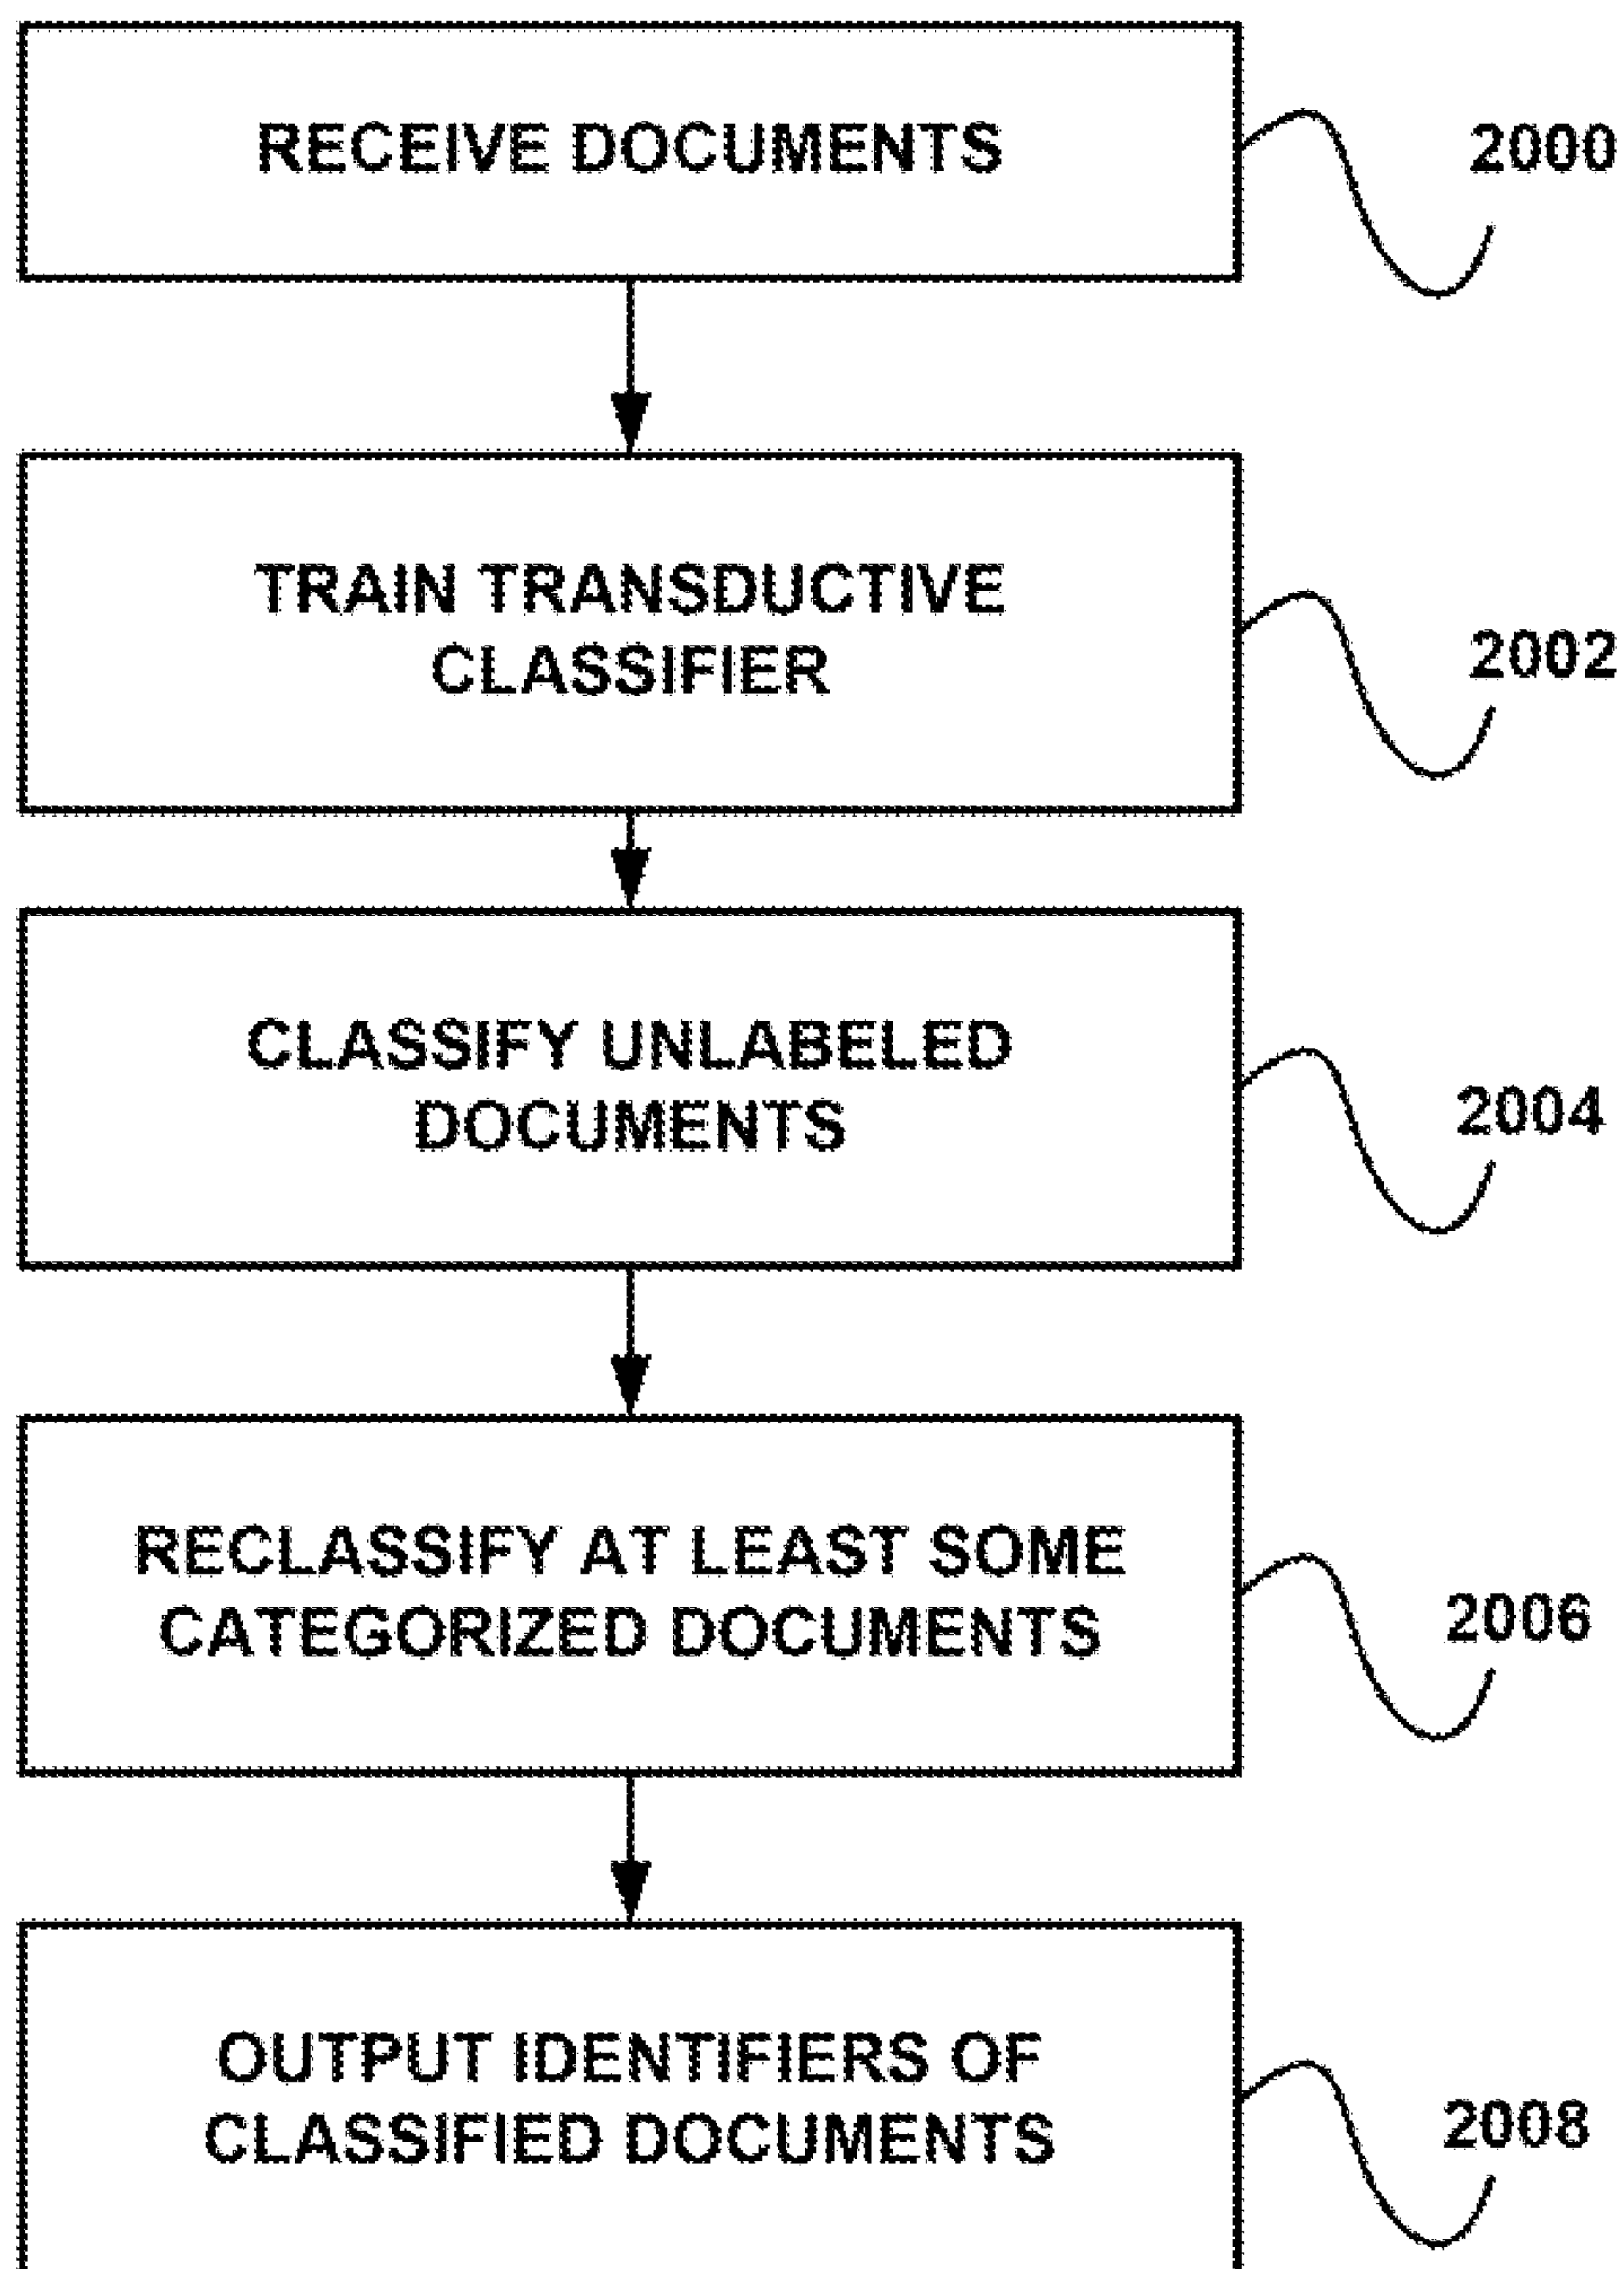 RECEIVE DOCUMENTS
2000
TRAIN TRANSDUCTIVE
CLASSIFIER
2002
CLASSIFY UNLABELED
DOCUMENTS
2004
RECLASSIFY AT LEAST SOME
CATEGORIZED DOCUMENTS
2006
OUTPUT IDENTIFIERS OF
CLASSIFIED DOCUMENTS
2008